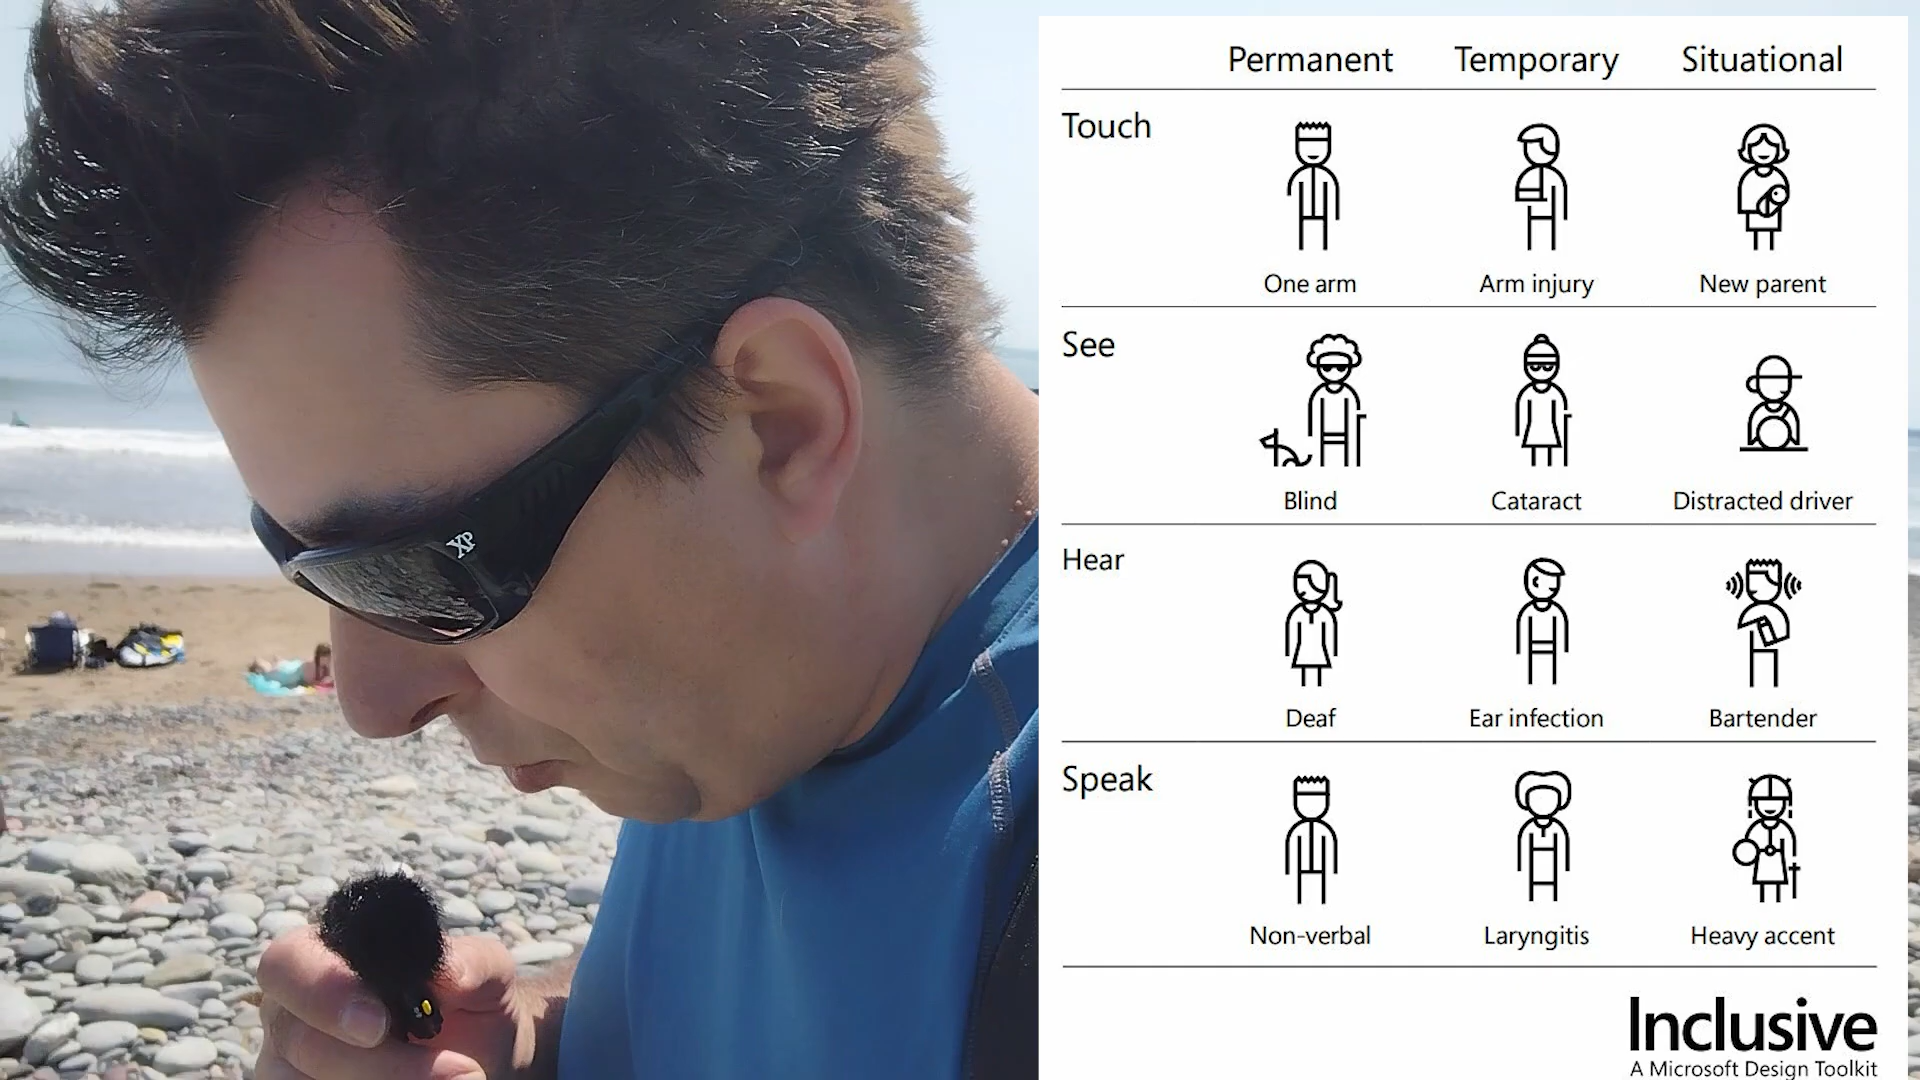 Permanent Temporary Situational
Touch
One arm Arm injury New parent
See
Blind Cataract Distracted driver
Hear
Deaf Ear infection Bartender
Speak
Non-verbal Laryngitis Heavy accent
Inclusive
A Microsoft Design Toolkit
XP